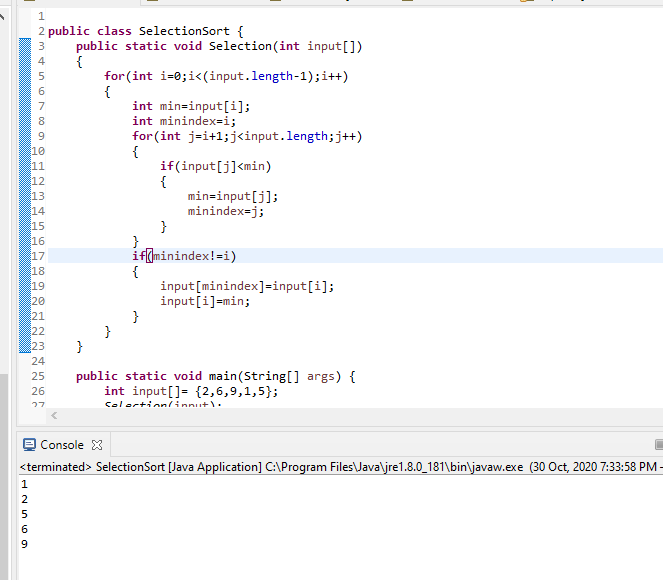 1
2 public class SelectionSort {
3 public static void Selection(int input[])
4 {
5 for(int i=0;i<(input.length-1);i++)
6 {
7 int min=input[i];
8 int minindex=i;
9 for(int j=i+1;j<input.length;j++)
10 {
11 if(input[j]<min)
12 {
13 min=input[j];
14 minindex=j;
15 }
16 }
17 if(minindex!=i)
18 {
19 input[minindex]=input[i];
20 input[i]=min;
21 }
22 }
23 }
24
25 public static void main(String[] args) {
26 int input[]= {2,6,9,1,5};
27 Selection(input);
Console
<terminated> SelectionSort [Java Application] C:\Program Files\Java\jre1.8.0_181\bin\javaw.exe (30 Oct, 2020 7:33:58 PM –
1
2
5
6
9